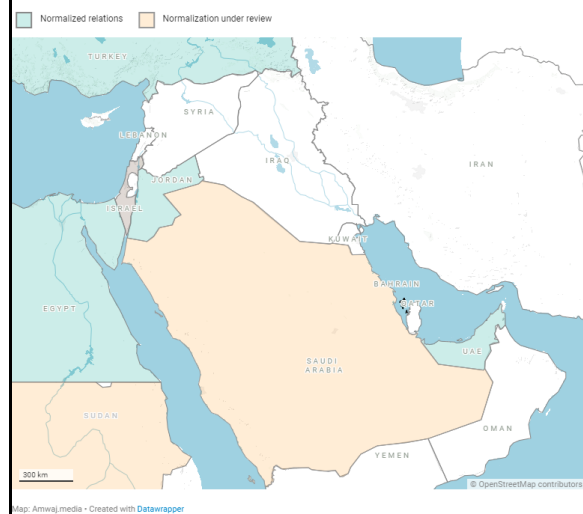 Normalized relations Normalization under review
TURKEY
SYRIA
LEBANON
IRAQ
IRAN
JORDAN
ISRAEL
KUWAIT
BAHRAIN
QATAR
EGYPT
UAE
SAUDI
ARABIA
SUDAN
OMAN
YEMEN
300 km
© OpenStreetMap contributors
Map: Amwaj.media • Created with Datawrapper